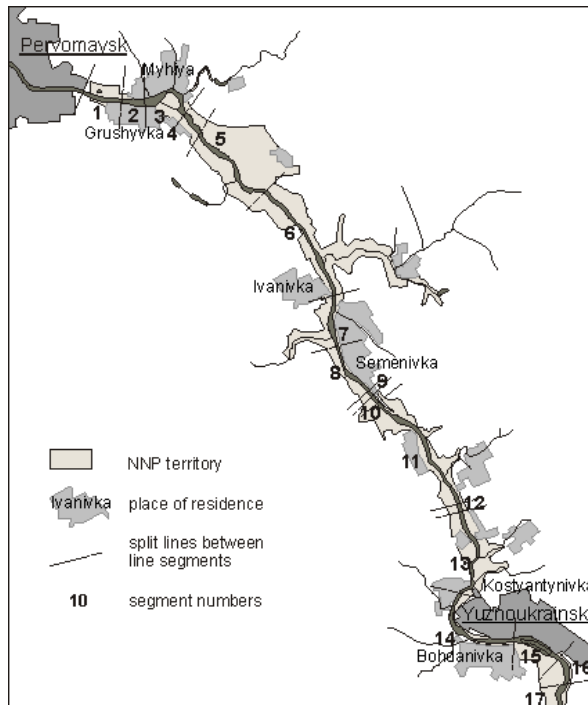 Pervomaysk
Myhiya
1
2
3
Grushyvka
4
5
6
Ivanivka
7
Semenivka
8
9
10
11
12
13
Kostyantynivka
Yuzhnoukrainsk
14
Bohdanivka
15
16
17
NNP territory
Ivanivka
place of residence
split lines between
line segments
10
segment numbers